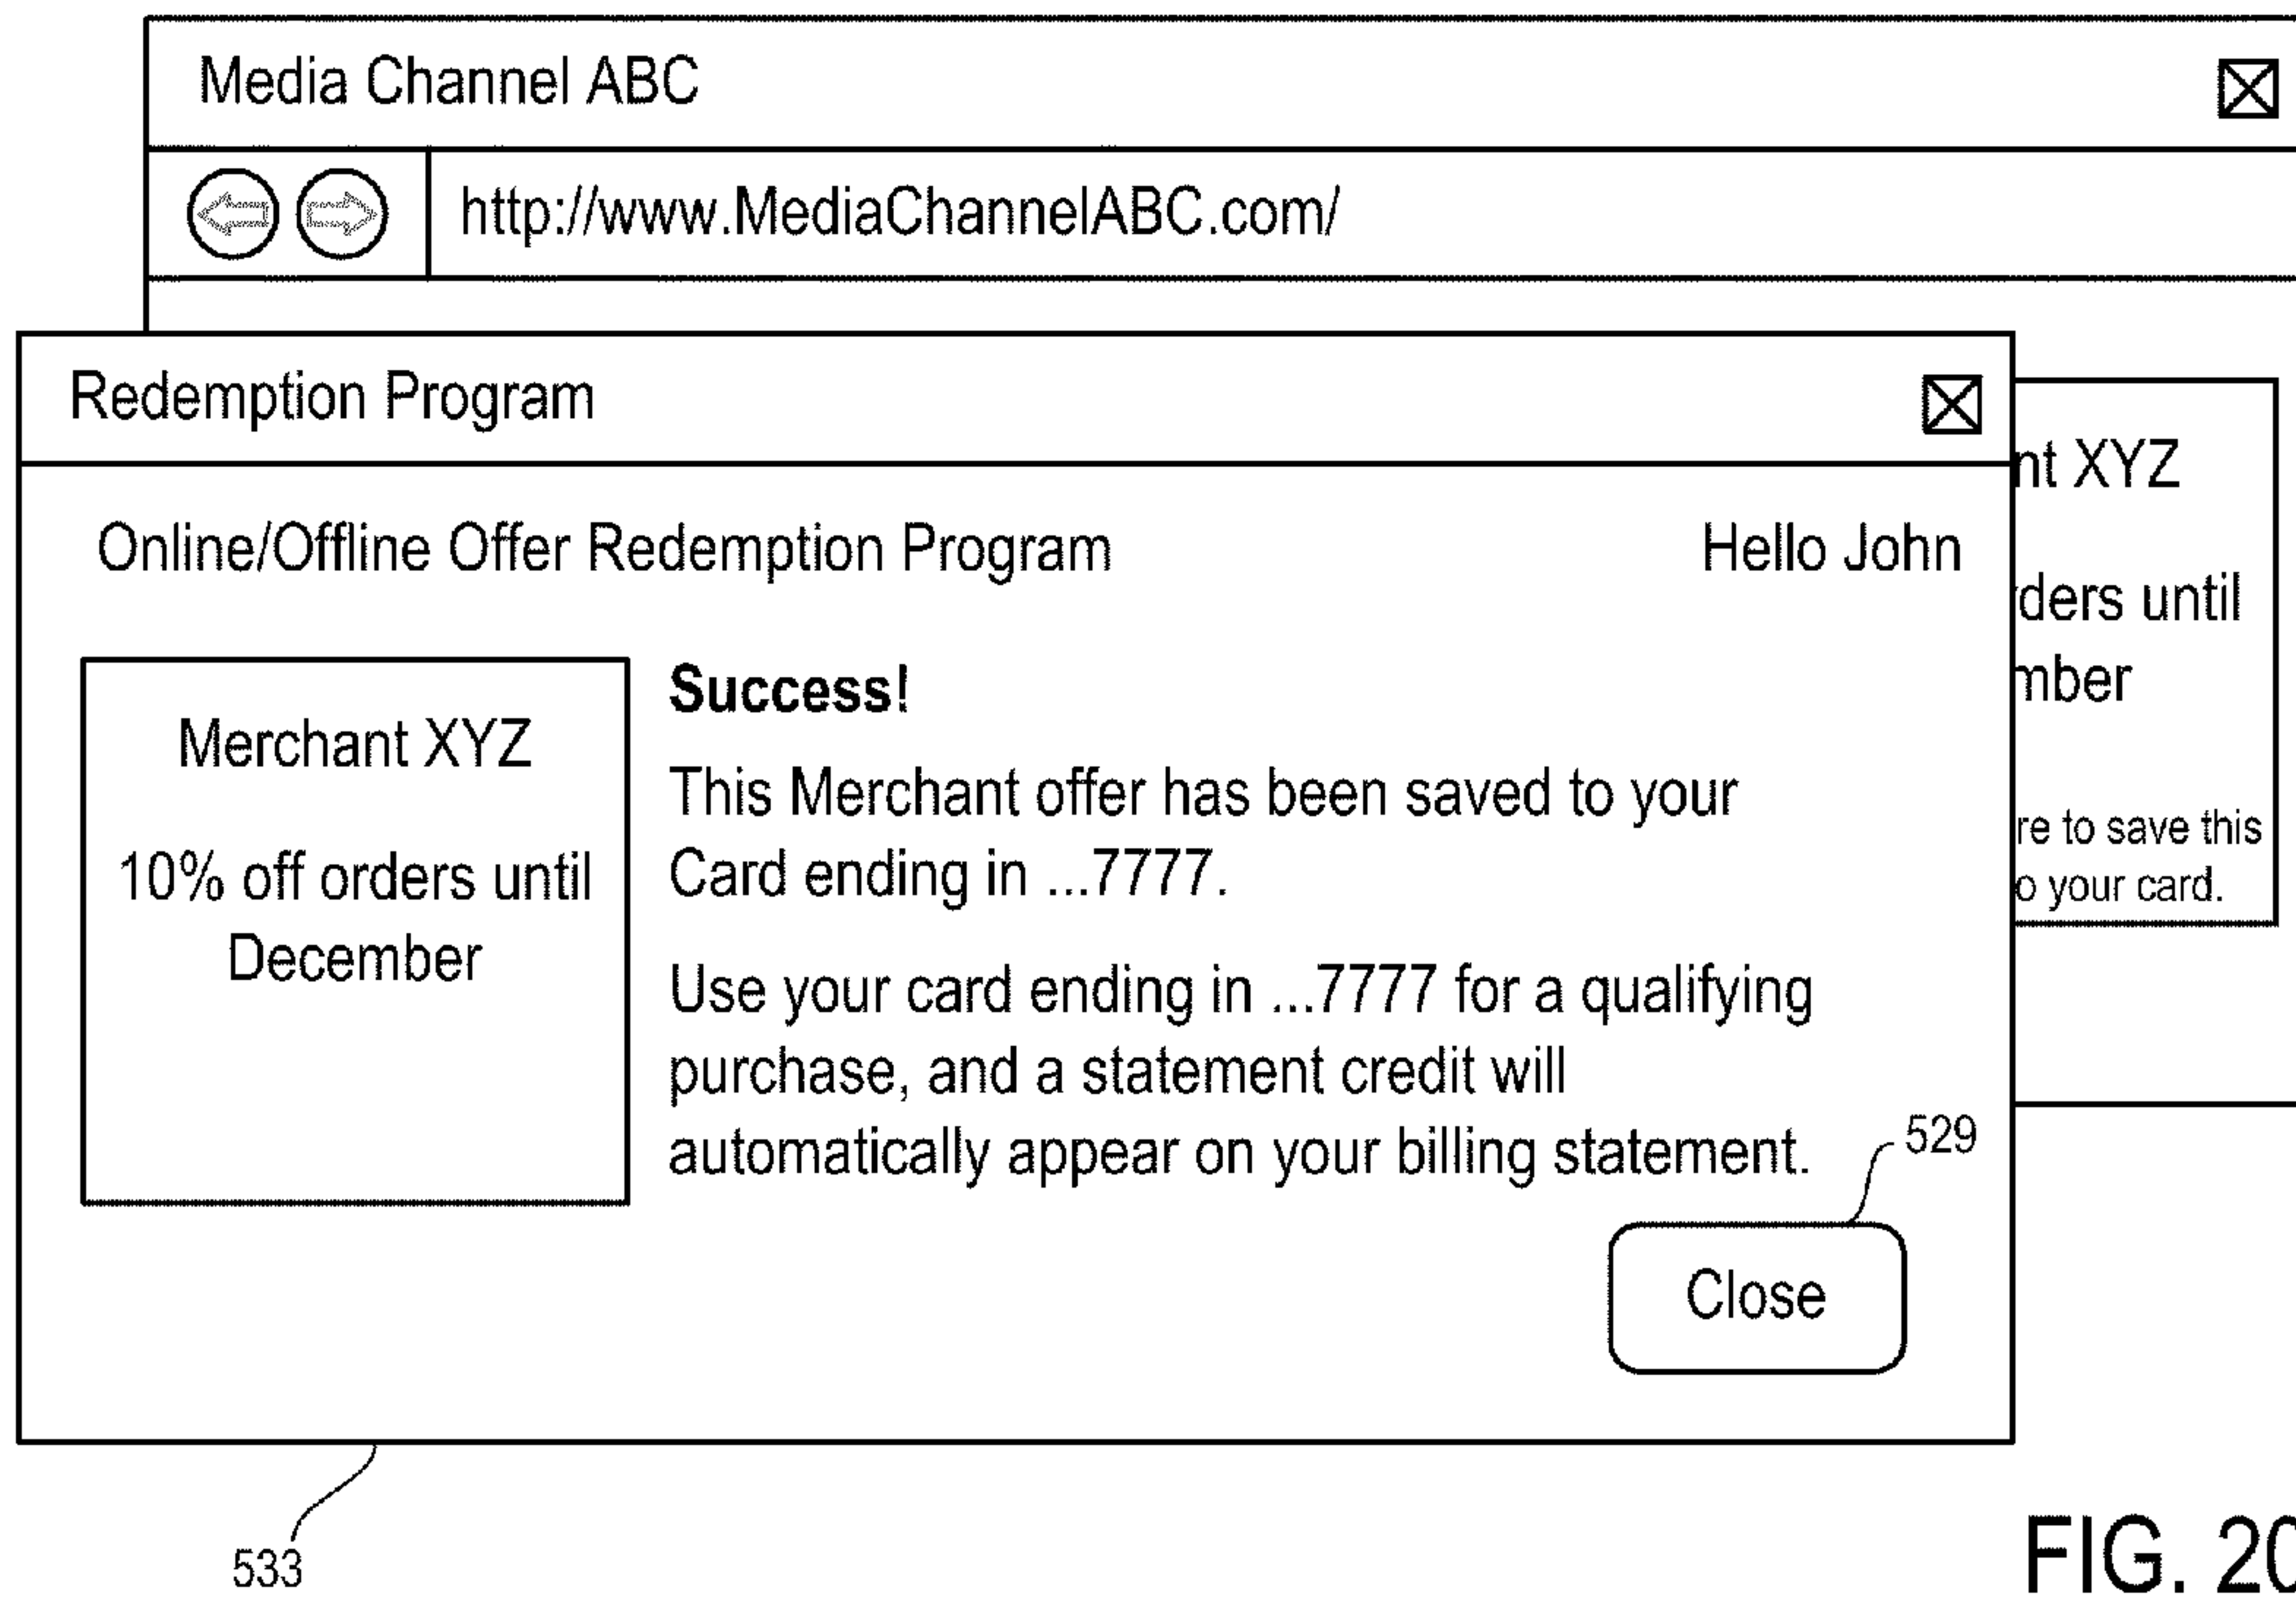 Media Channel ABC
http://www.MediaChannelABC.com/
Redemption Program
Online/Offline Offer Redemption Program
Hello John
Merchant XYZ
10% off orders until
December
Success!
This Merchant offer has been saved to your
Card ending in ...7777.
Use your card ending in ...7777 for a qualifying
purchase, and a statement credit will
automatically appear on your billing statement.
529
Close
nt XYZ
ders until
mber
re to save this
o your card.
533
FIG. 20